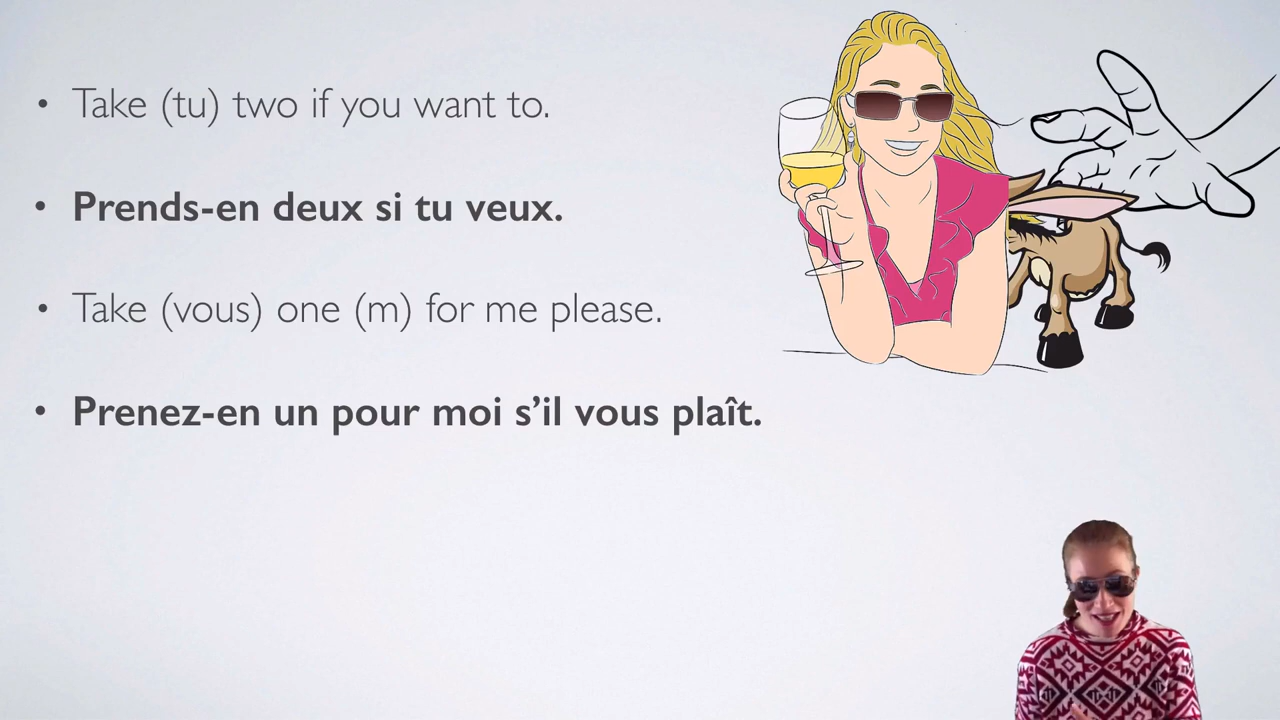 • Take (tu) two if you want to.
• Prends-en deux si tu veux.
• Take (vous) one (m) for me please.
• Prenez-en un pour moi s’il vous plaît.